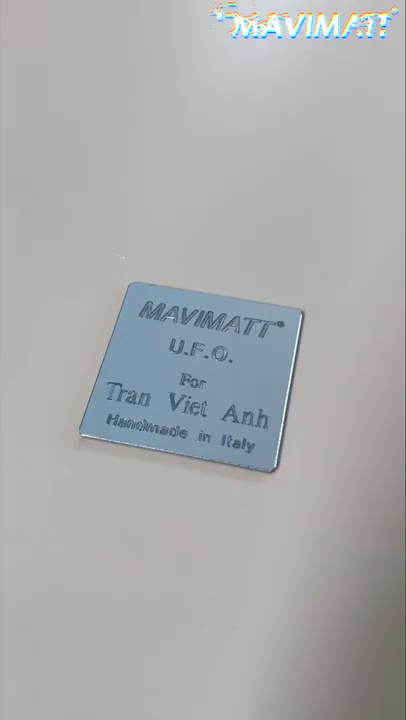 MAVIMATT®
MAVIMATT®
U.F.O.
For
Tran Viet Anh
Handmade in Italy